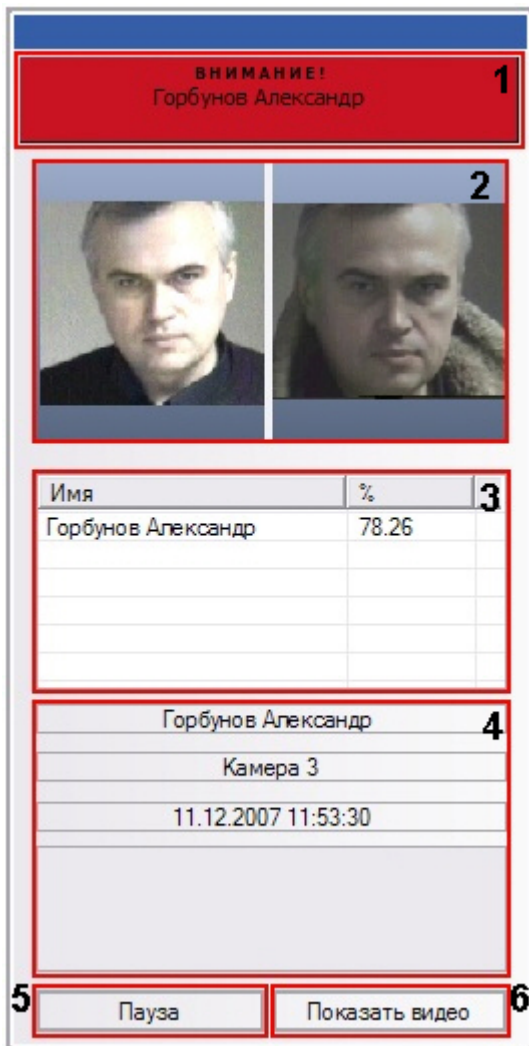 ВНИМАНИЕ!
Горбунов Александр
1
2
Имя %
3
Горбунов Александр 78.26
Горбунов Александр
4
Камера 3
11.12.2007 11:53:30
5
Пауза Показать видео
6